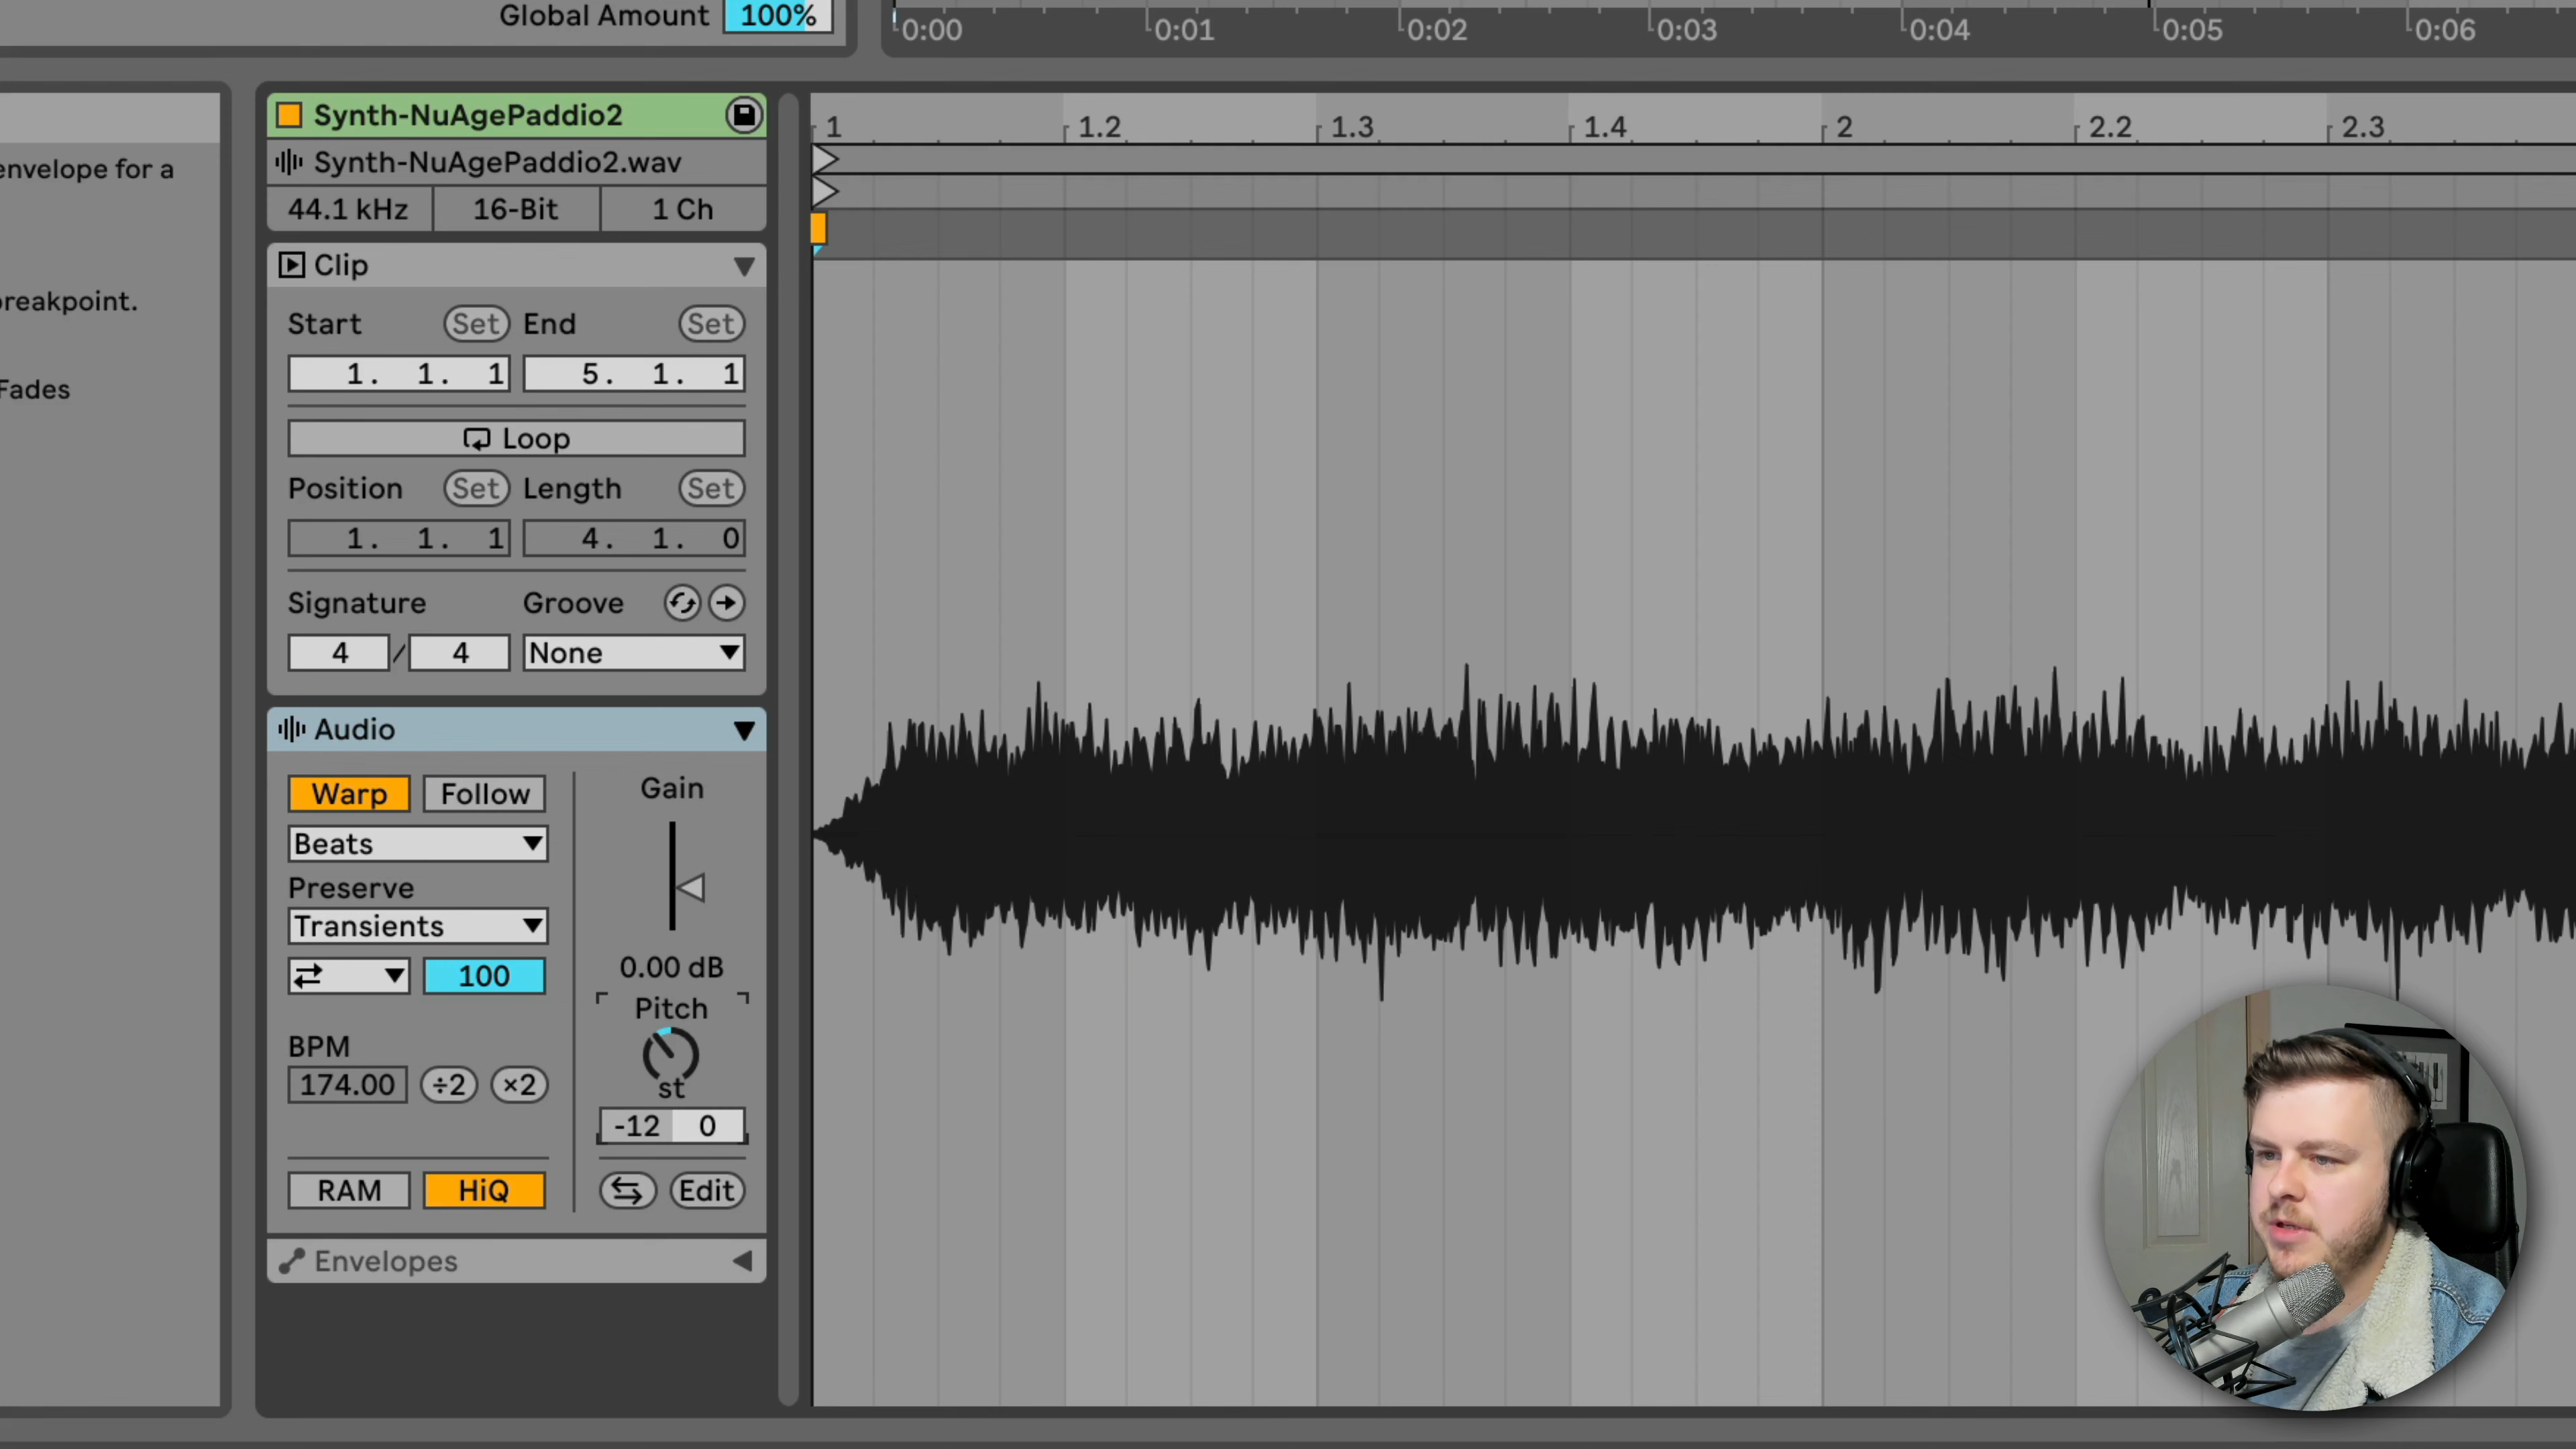 Global Amount 100%
0:00 0:01 0:02 0:03 0:04 0:05 0:06
envelope for a
breakpoint.
Fades
Synth-NuAgePaddio2
Synth-NuAgePaddio2.wav
44.1 kHz 16-Bit 1 Ch
Clip
Start Set End Set
1. 1. 1 5. 1. 1
Loop
Position Set Length Set
1. 1. 1 4. 1. 0
Signature Groove
4 / 4 None
Audio
Warp Follow
Beats
Preserve
Transients
100
BPM
174.00 ÷2 ×2
RAM HiQ
Gain
0.00 dB
Pitch
st
-12 0
Edit
Envelopes
1 1.2 1.3 1.4 2 2.2 2.3